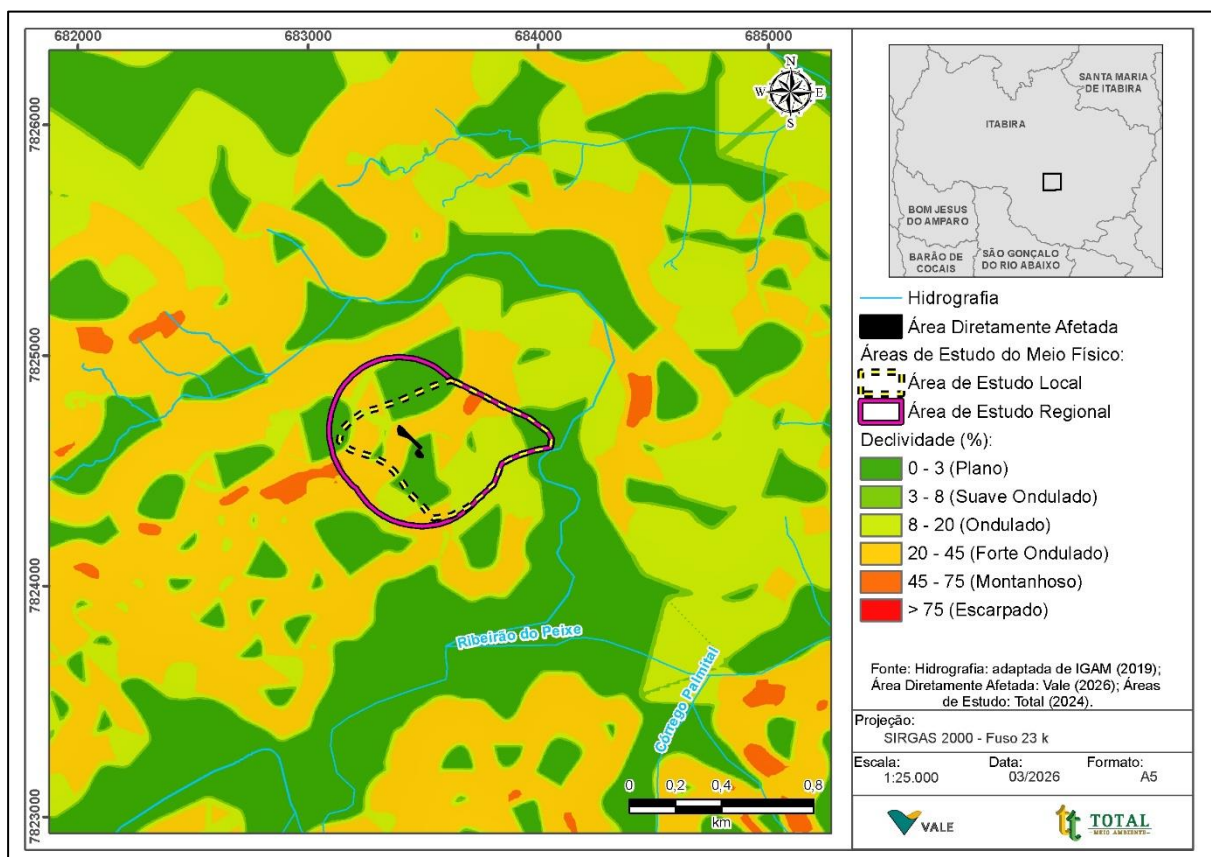 682000
683000
684000
685000
7826000
7825000
7824000
7823000
N
W E
S
Ribeirão do Peixe
Córrego Palmital
0 0,2 0,4 0,8
km
SANTA MARIA
DE ITABIRA
ITABIRA
BOM JESUS
DO AMPARO
BARÃO DE
COCAIS
SÃO GONÇALO
DO RIO ABAIXO
Hidrografia
Área Diretamente Afetada
Áreas de Estudo do Meio Físico:
Área de Estudo Local
Área de Estudo Regional
Declividade (%):
0 - 3 (Plano)
3 - 8 (Suave Ondulado)
8 - 20 (Ondulado)
20 - 45 (Forte Ondulado)
45 - 75 (Montanhoso)
> 75 (Escarpado)
Fonte: Hidrografia: adaptada de IGAM (2019);
Área Diretamente Afetada: Vale (2026); Áreas
de Estudo: Total (2024).
Projeção:
SIRGAS 2000 - Fuso 23 k
Escala: Data: Formato:
1:25.000 03/2026 A5
VALE
TOTAL
MEIO AMBIENTE